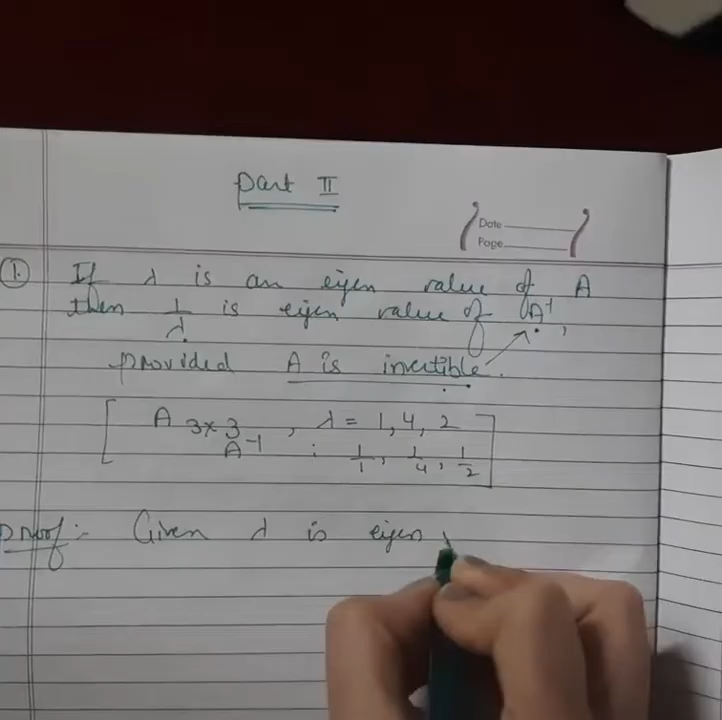 Part II
Date
Page
1. If λ is an eigen value of A
then 1/λ is eigen value of A⁻¹,
provided A is invertible.
[ A 3×3 , λ = 1, 4, 2
A⁻¹ : 1/1, 1/4, 1/2 ]
Proof:- Given λ is eigen